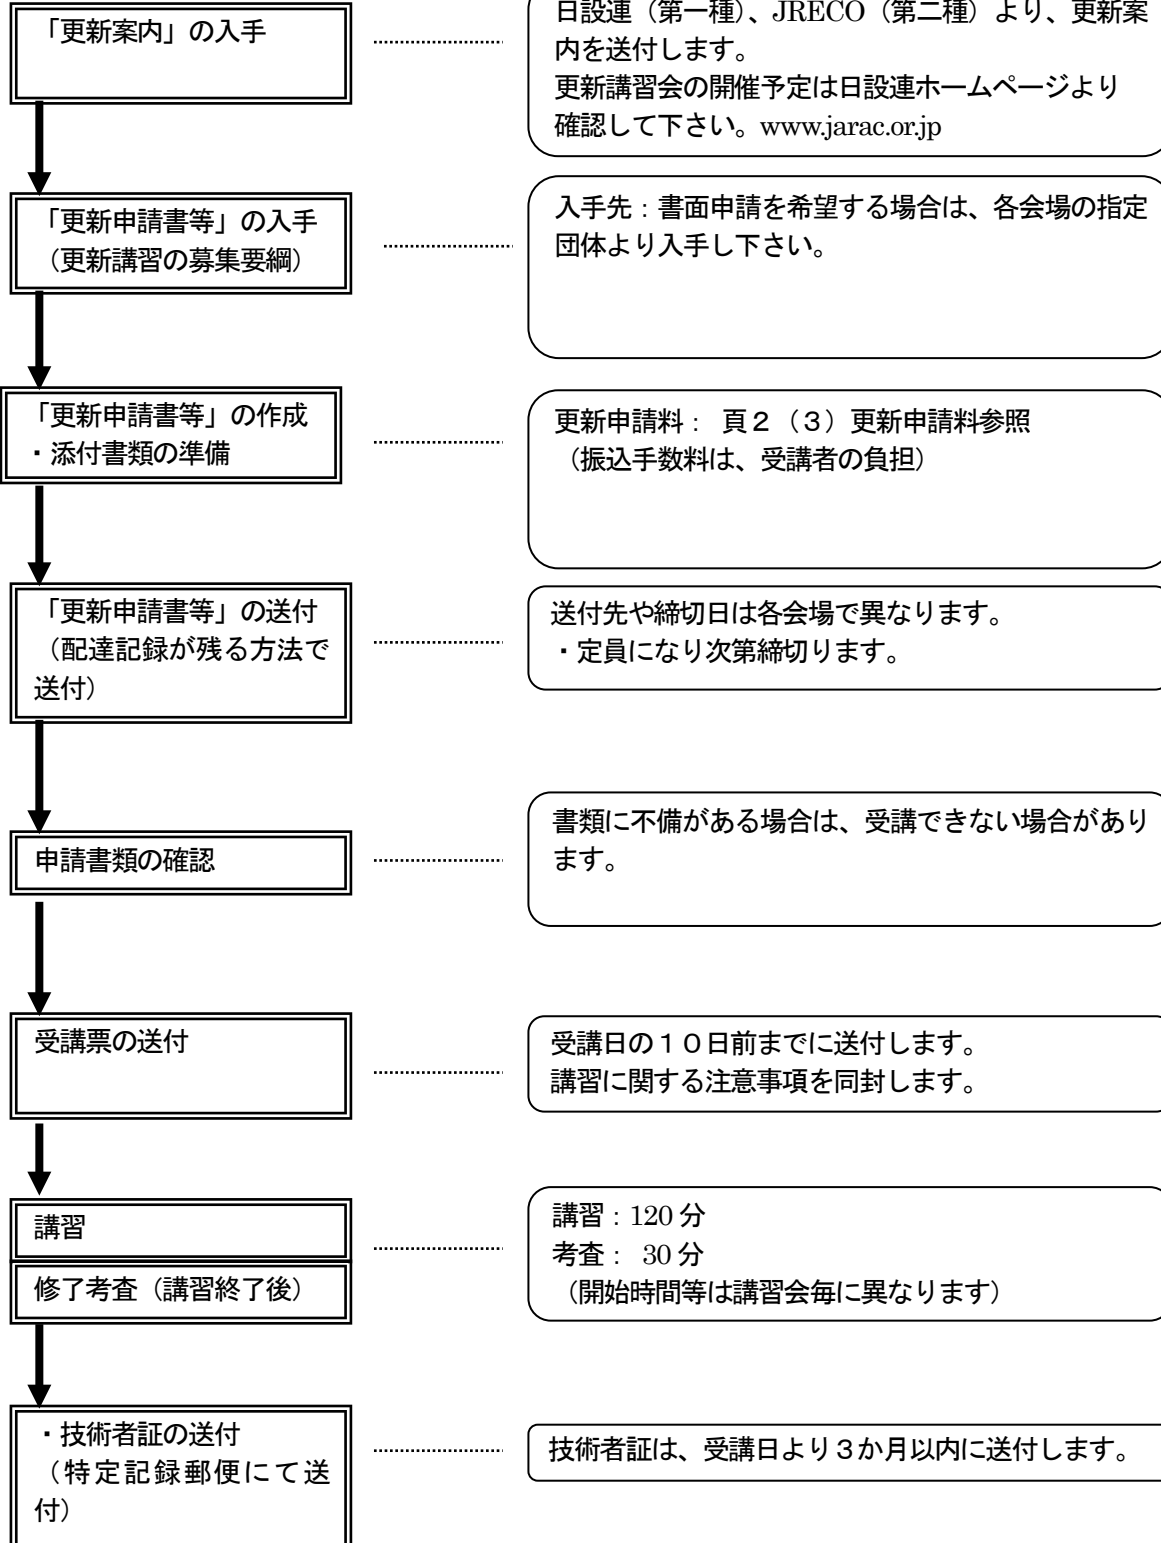 「更新案内」の入手
日設連（第一種）、JRECO（第二種）より、更新案
内を送付します。
更新講習会の開催予定は日設連ホームページより
確認して下さい。www.jarac.or.jp
「更新申請書等」の入手
（更新講習の募集要綱）
入手先：書面申請を希望する場合は、各会場の指定
団体より入手し下さい。
「更新申請書等」の作成
・添付書類の準備
更新申請料： 頁２（３）更新申請料参照
（振込手数料は、受講者の負担）
「更新申請書等」の送付
（配達記録が残る方法で
送付）
送付先や締切日は各会場で異なります。
・定員になり次第締切ります。
申請書類の確認
書類に不備がある場合は、受講できない場合があり
ます。
受講票の送付
受講日の１０日前までに送付します。
講習に関する注意事項を同封します。
講習
修了考査（講習終了後）
講習：120 分
考査： 30 分
（開始時間等は講習会毎に異なります）
・技術者証の送付
（特定記録郵便にて送
付）
技術者証は、受講日より３か月以内に送付します。